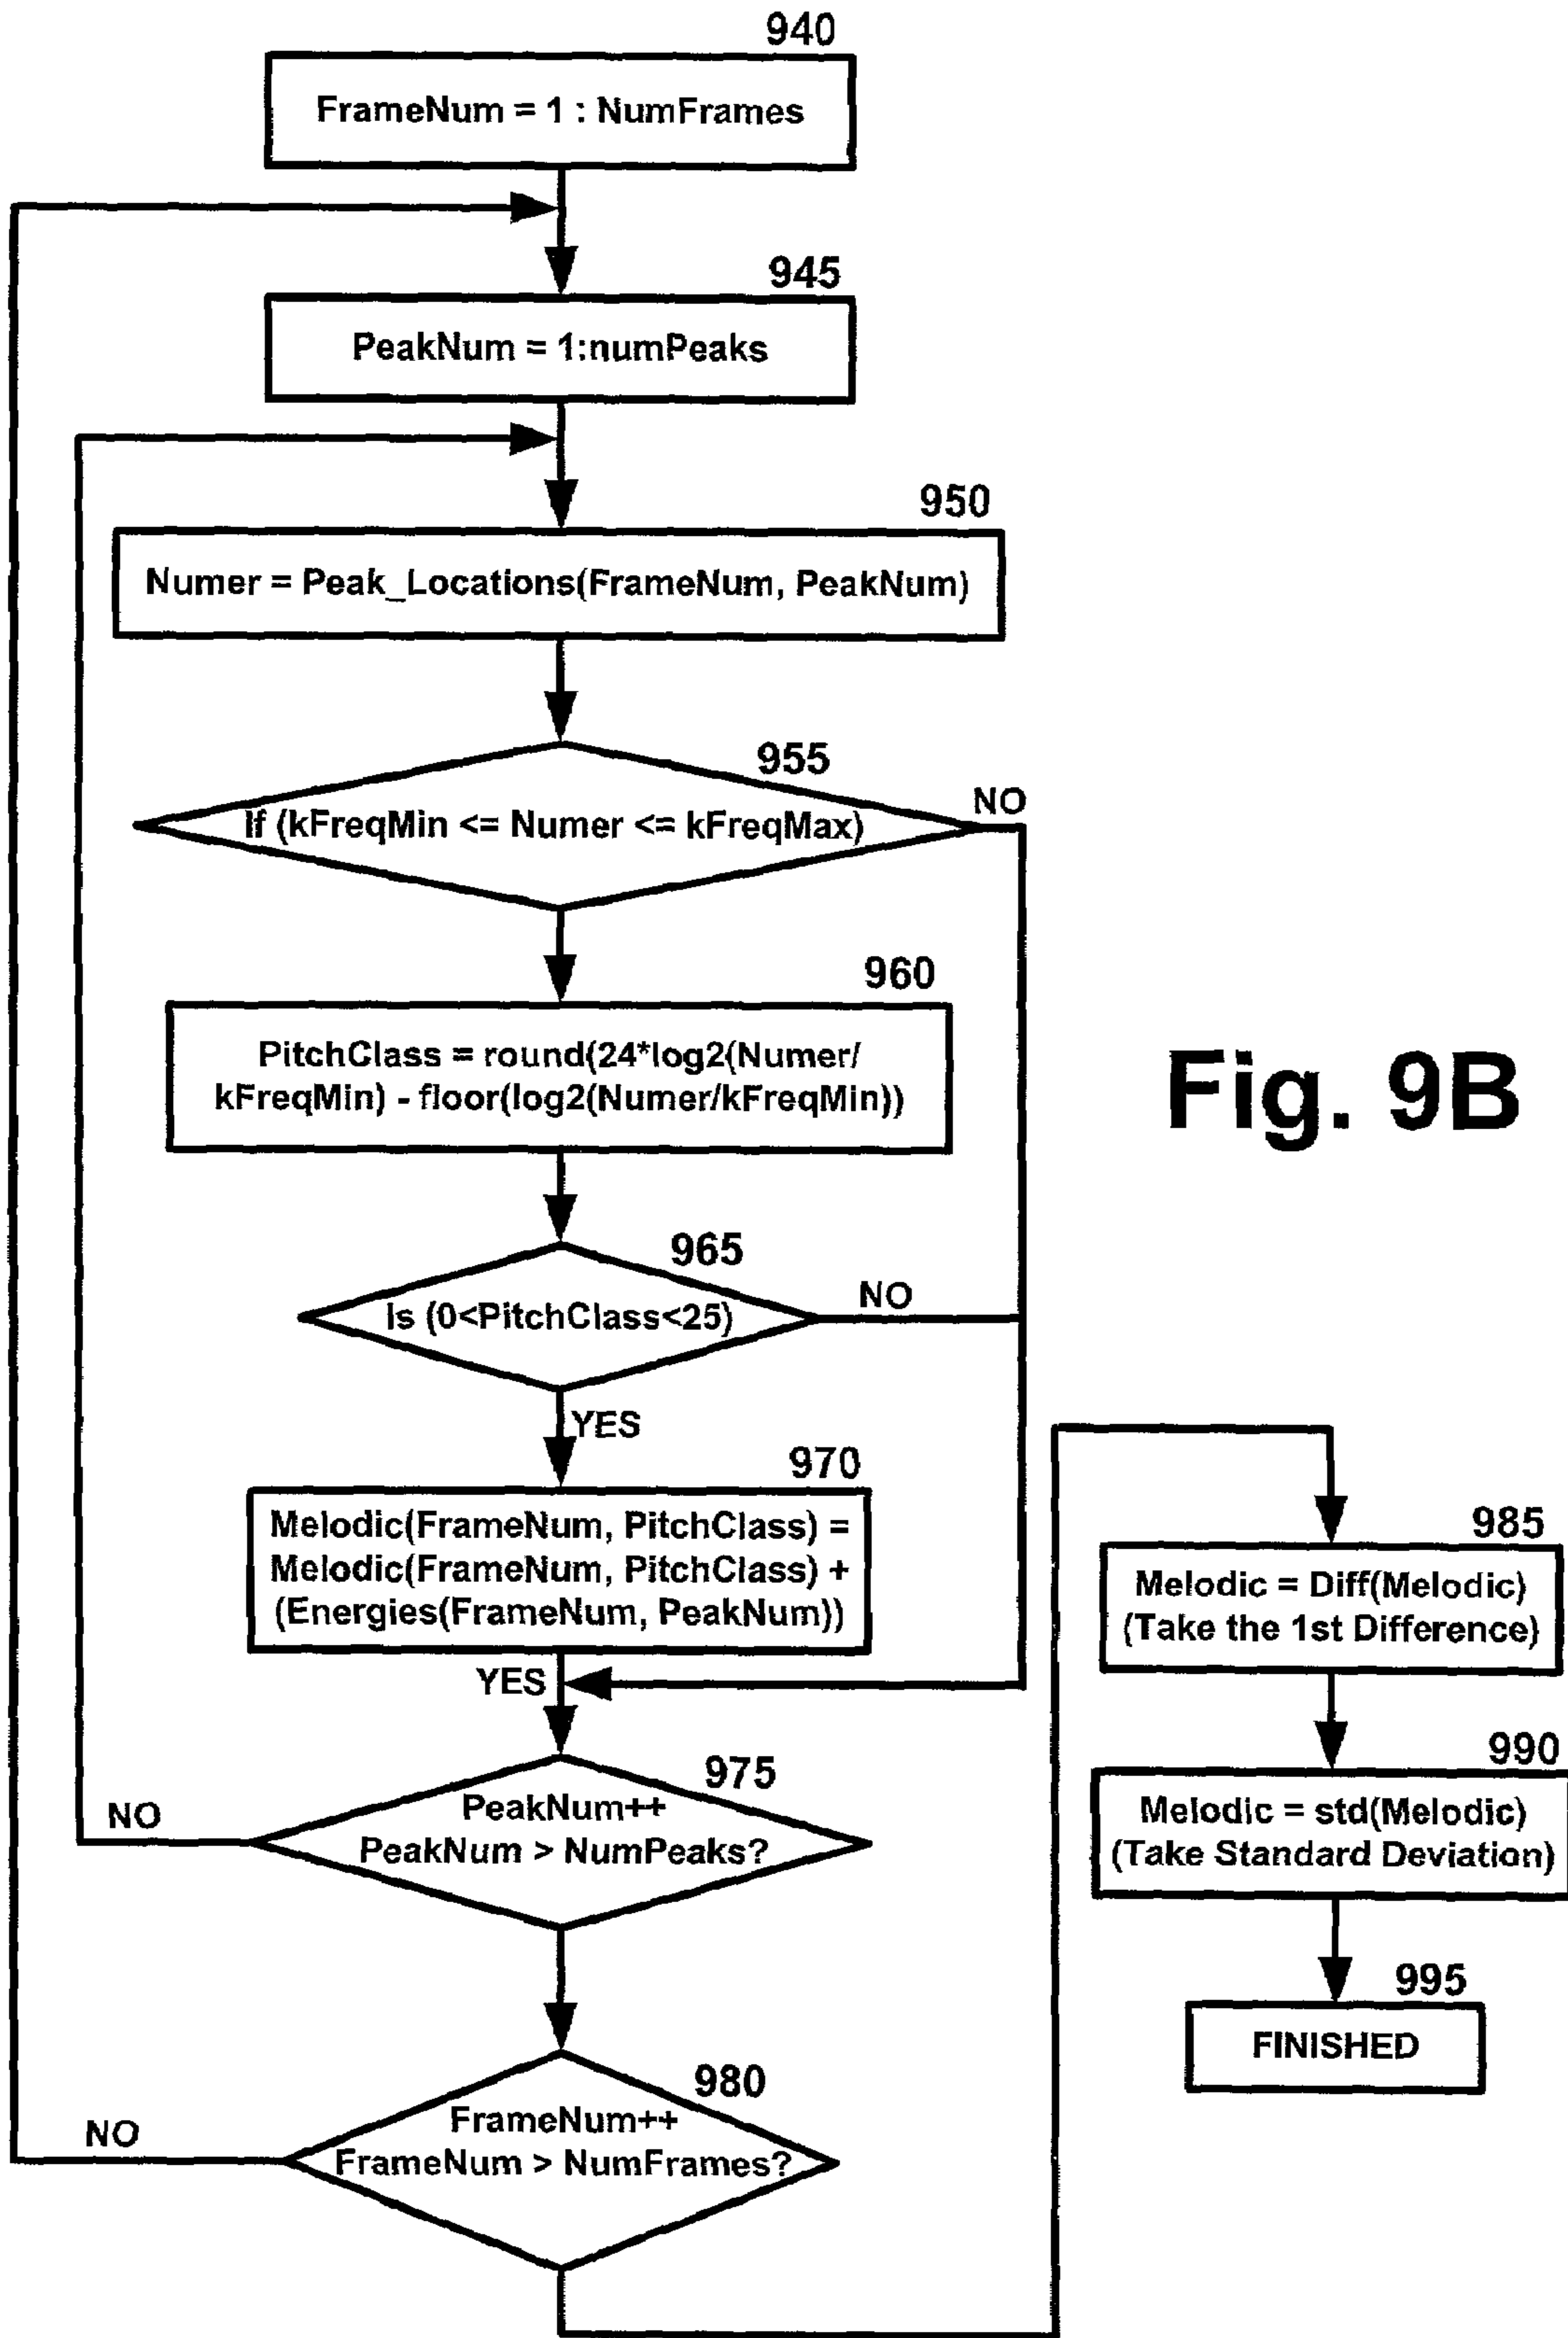 940
FrameNum = 1 : NumFrames
945
PeakNum = 1:numPeaks
950
Numer = Peak_Locations(FrameNum, PeakNum)
955
If (kFreqMin <= Numer <= kFreqMax)
NO
960
PitchClass = round(24*log2(Numer/
kFreqMin) - floor(log2(Numer/kFreqMin))
Fig. 9B
965
Is (0<PitchClass<25)
NO
YES
970
Melodic(FrameNum, PitchClass) =
Melodic(FrameNum, PitchClass) +
(Energies(FrameNum, PeakNum))
YES
975
PeakNum++
PeakNum > NumPeaks?
NO
980
FrameNum++
FrameNum > NumFrames?
NO
985
Melodic = Diff(Melodic)
(Take the 1st Difference)
990
Melodic = std(Melodic)
(Take Standard Deviation)
995
FINISHED